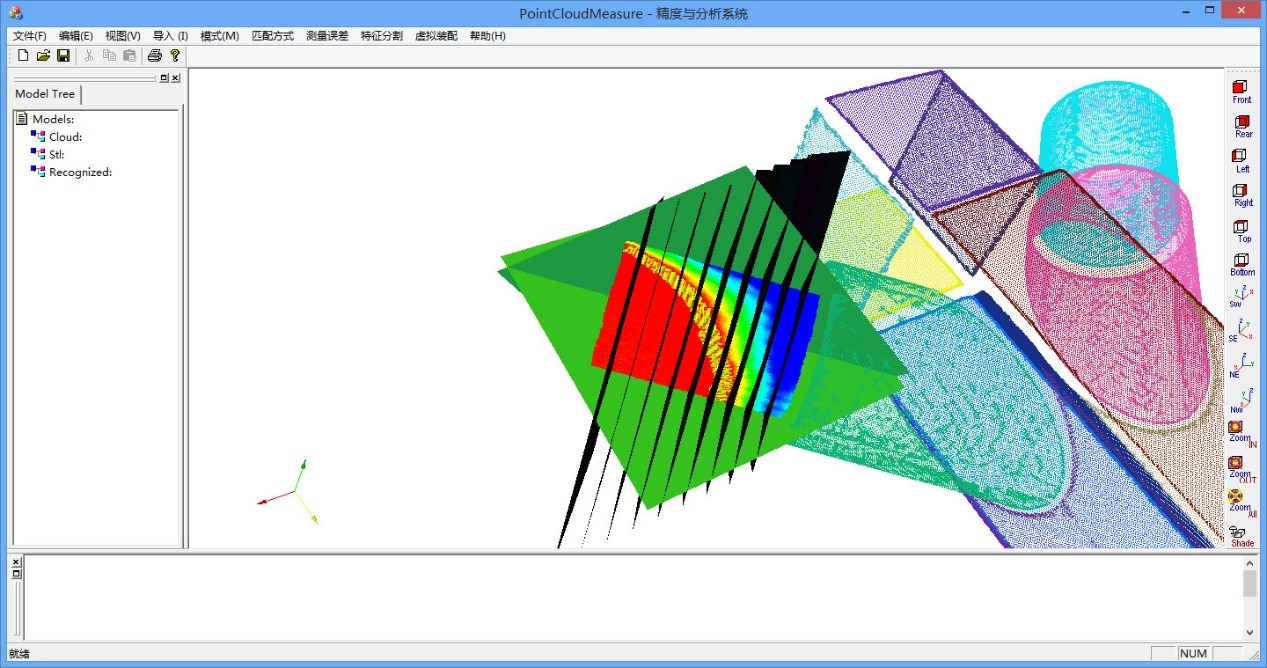 PointCloudMeasure - 精度与分析系统
文件(F) 编辑(E) 视图(V) 导入 (I) 模式(M) 匹配方式 测量误差 特征分割 虚拟装配 帮助(H)
Model Tree
Models:
Cloud:
Stl:
Recognized:
Front
Rear
Left
Right
Top
Bottom
SW
SE
NE
NW
Zoom IN
Zoom OUT
Zoom All
Shade
就绪
NUM